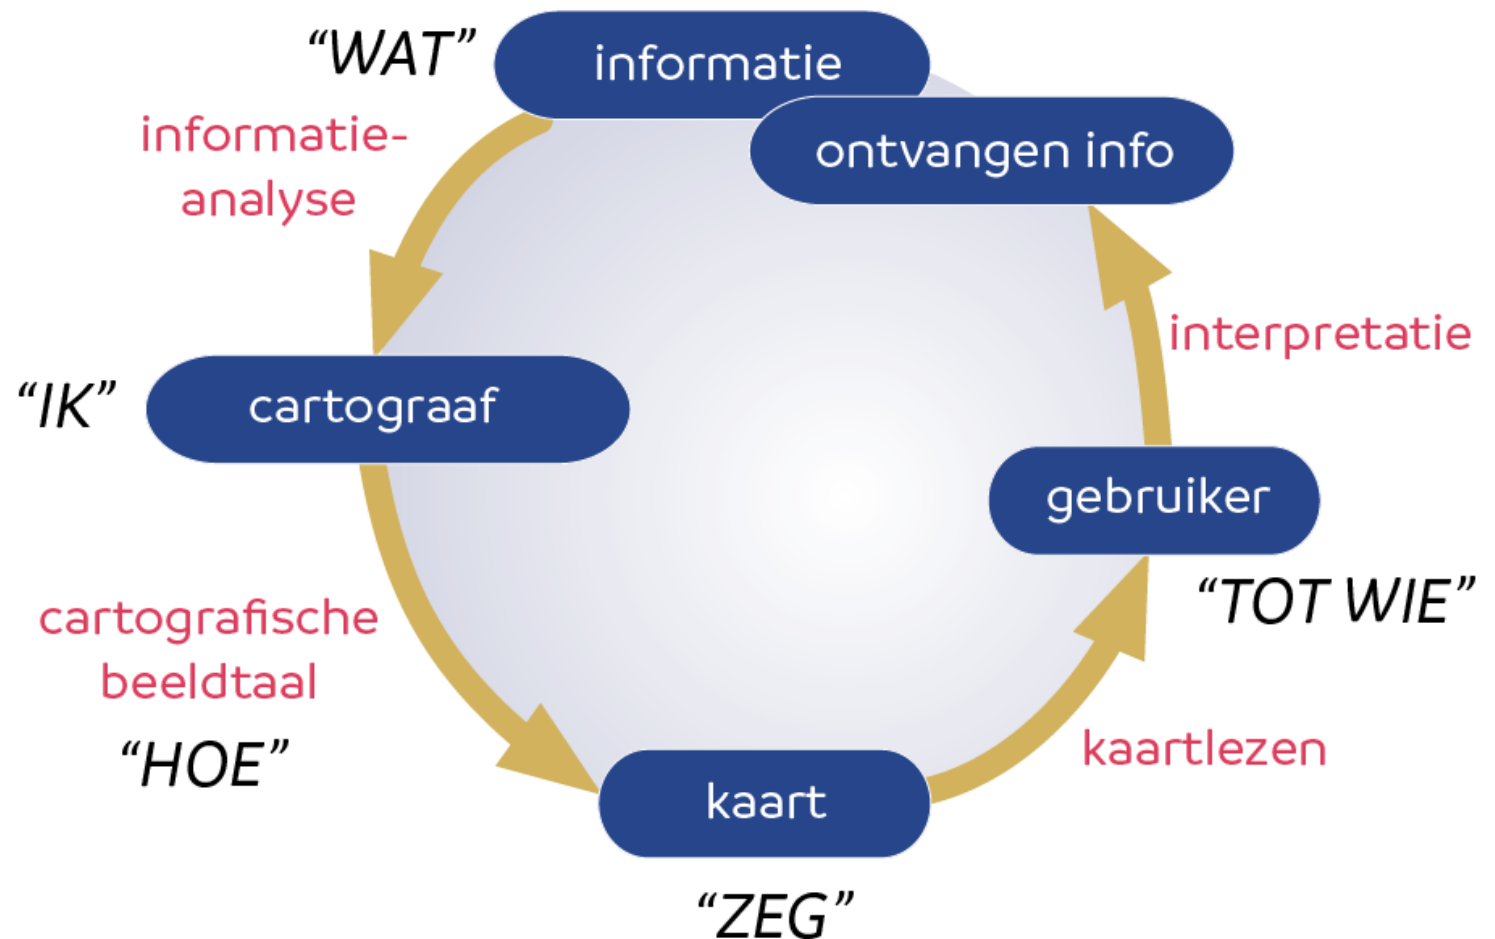 “WAT”
informatie
ontvangen info
informatie-
analyse
interpretatie
“IK”
cartograaf
gebruiker
“TOT WIE”
cartografische
beeldtaal
“HOE”
kaartlezen
kaart
“ZEG”